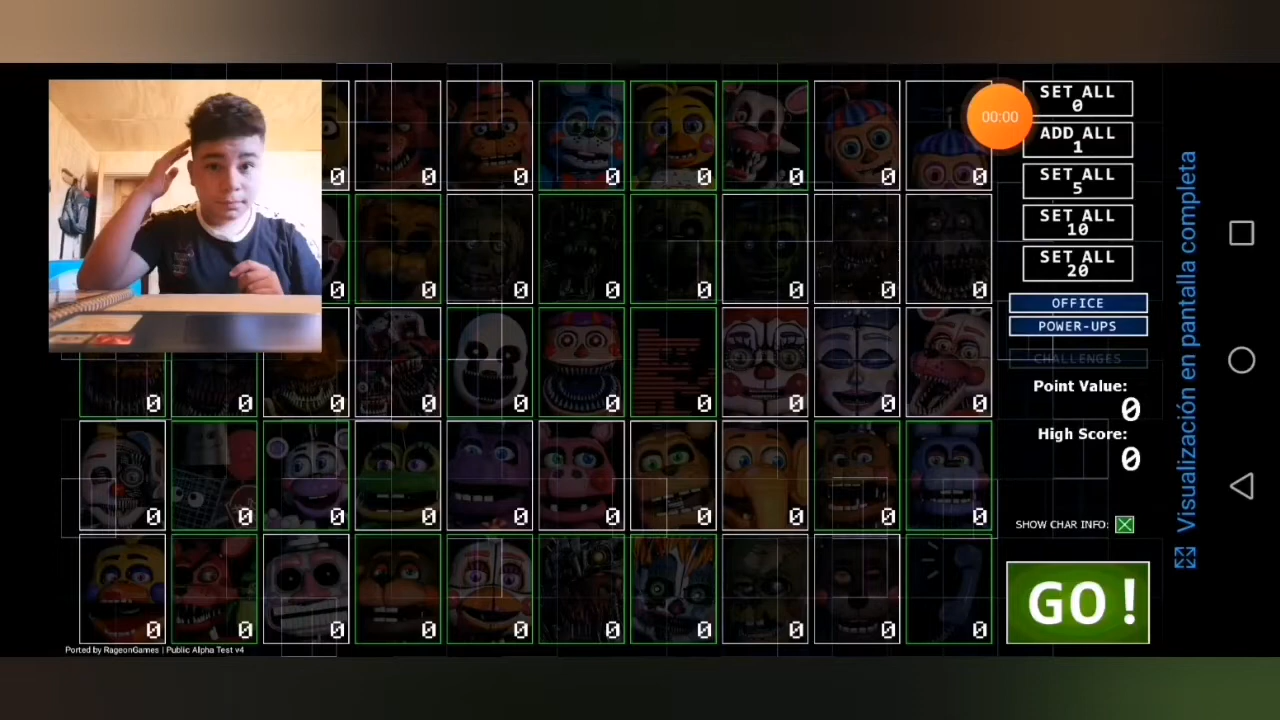 0 0 0 0 0 0 0 0
0 0 0 0 0 0 0 0
0 0 0 0 0 0 0 0 0 0
0 0 0 0 0 0 0 0 0 0
0 0 0 0 0 0 0 0 0 0
Ported by RageonGames | Public Alpha Test v4
00:00
SET ALL
0
ADD ALL
1
SET ALL
5
SET ALL
10
SET ALL
20
OFFICE
POWER-UPS
CHALLENGES
Point Value:
0
High Score:
0
SHOW CHAR INFO:
GO!
Visualización en pantalla completa